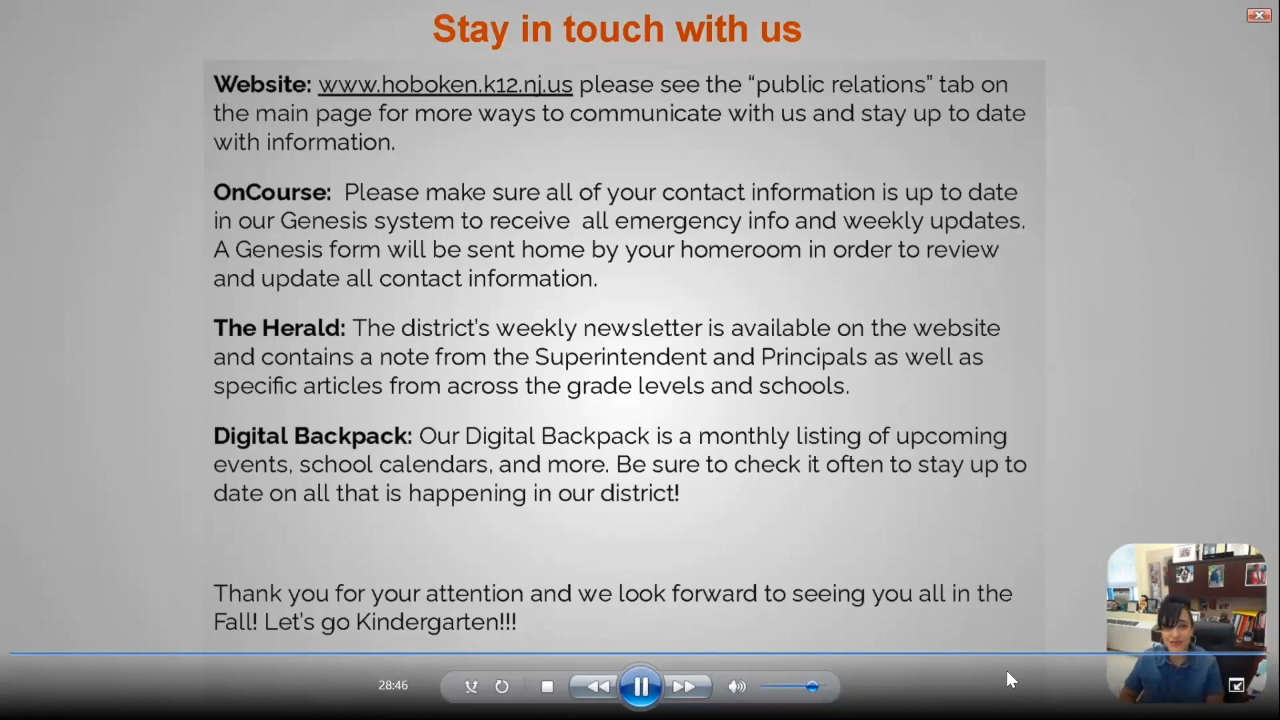 Stay in touch with us
Website: www.hoboken.k12.nj.us please see the “public relations” tab on
the main page for more ways to communicate with us and stay up to date
with information.
OnCourse:  Please make sure all of your contact information is up to date
in our Genesis system to receive  all emergency info and weekly updates.
A Genesis form will be sent home by your homeroom in order to review
and update all contact information.
The Herald: The district’s weekly newsletter is available on the website
and contains a note from the Superintendent and Principals as well as
specific articles from across the grade levels and schools.
Digital Backpack: Our Digital Backpack is a monthly listing of upcoming
events, school calendars, and more. Be sure to check it often to stay up to
date on all that is happening in our district!
Thank you for your attention and we look forward to seeing you all in the
Fall! Let’s go Kindergarten!!!
28:46